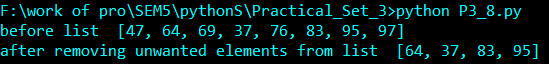 F:\work of pro\SEM5\pythonS\Practical_Set_3>python P3_8.py
before list  [47, 64, 69, 37, 76, 83, 95, 97]
after removing unwanted elements from list  [64, 37, 83, 95]